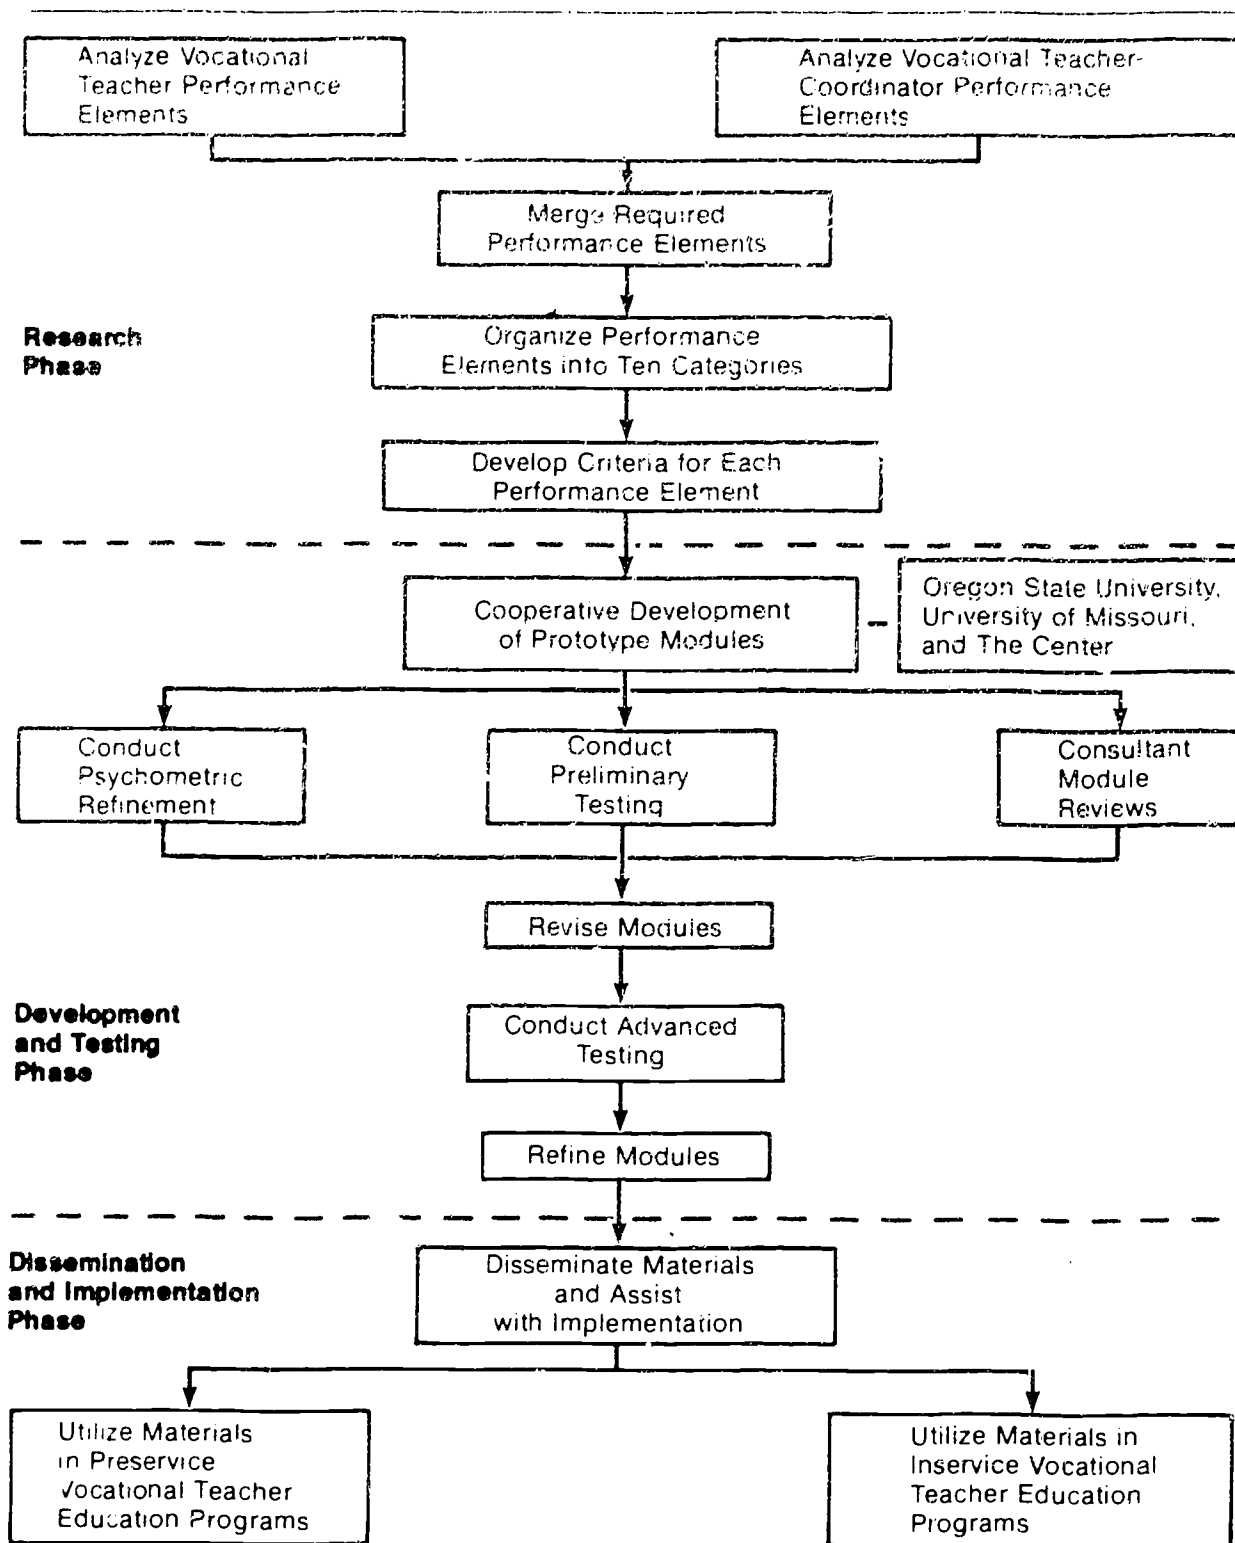 Analyze Vocational
Teacher Performance
Elements
Analyze Vocational Teacher-
Coordinator Performance
Elements
Merge Required
Performance Elements
Research
Phase
Organize Performance
Elements into Ten Categories
Develop Criteria for Each
Performance Element
Cooperative Development
of Prototype Modules
Oregon State University,
University of Missouri,
and The Center
Conduct
Psychometric
Refinement
Conduct
Preliminary
Testing
Consultant
Module
Reviews
Revise Modules
Development
and Testing
Phase
Conduct Advanced
Testing
Refine Modules
Dissemination
and Implementation
Phase
Disseminate Materials
and Assist
with Implementation
Utilize Materials
in Preservice
Vocational Teacher
Education Programs
Utilize Materials in
Inservice Vocational
Teacher Education
Programs